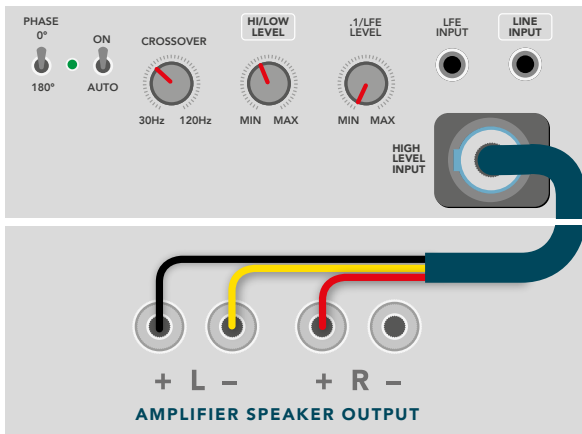 PHASE
0°
180°
ON
AUTO
CROSSOVER
30Hz 120Hz
HI/LOW
LEVEL
MIN MAX
.1/LFE
LEVEL
MIN MAX
LFE
INPUT
LINE
INPUT
HIGH
LEVEL
INPUT
+ L – + R –
AMPLIFIER SPEAKER OUTPUT